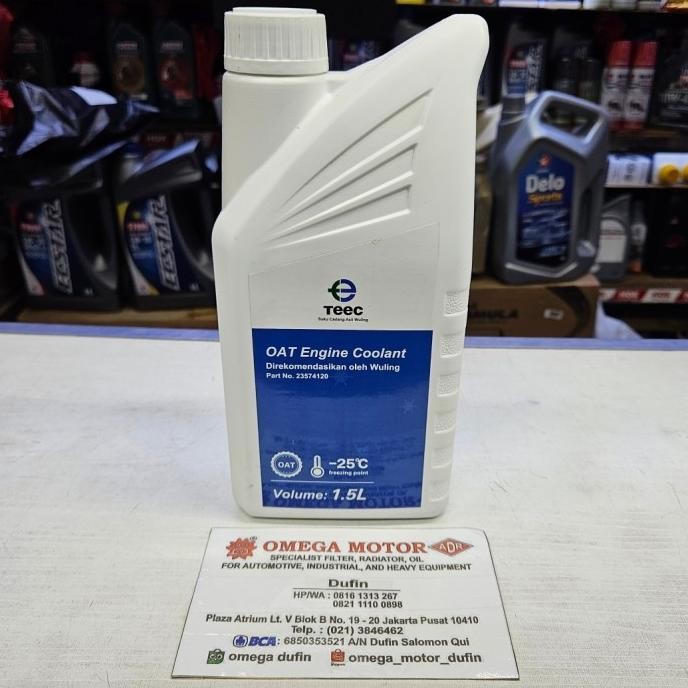 Delo
Sports
TEEC
Suku Cadang Asli Wuling
OAT Engine Coolant
Direkomendasikan oleh Wuling
Part No. 23574120
OAT
-25°C
freezing point
Volume: 1.5L
OMEGA MOTOR
ADR
SPECIALIST FILTER, RADIATOR, OIL
FOR AUTOMOTIVE, INDUSTRIAL, AND HEAVY EQUIPMENT
Dufin
HP/WA : 0816 1313 267
0821 1110 0898
Plaza Atrium Lt. V Blok B No. 19 - 20 Jakarta Pusat 10410
Telp. : (021) 3846462
BCA: 6850353521 A/N Dufin Salomon Qui
omega dufin
omega_motor_dufin